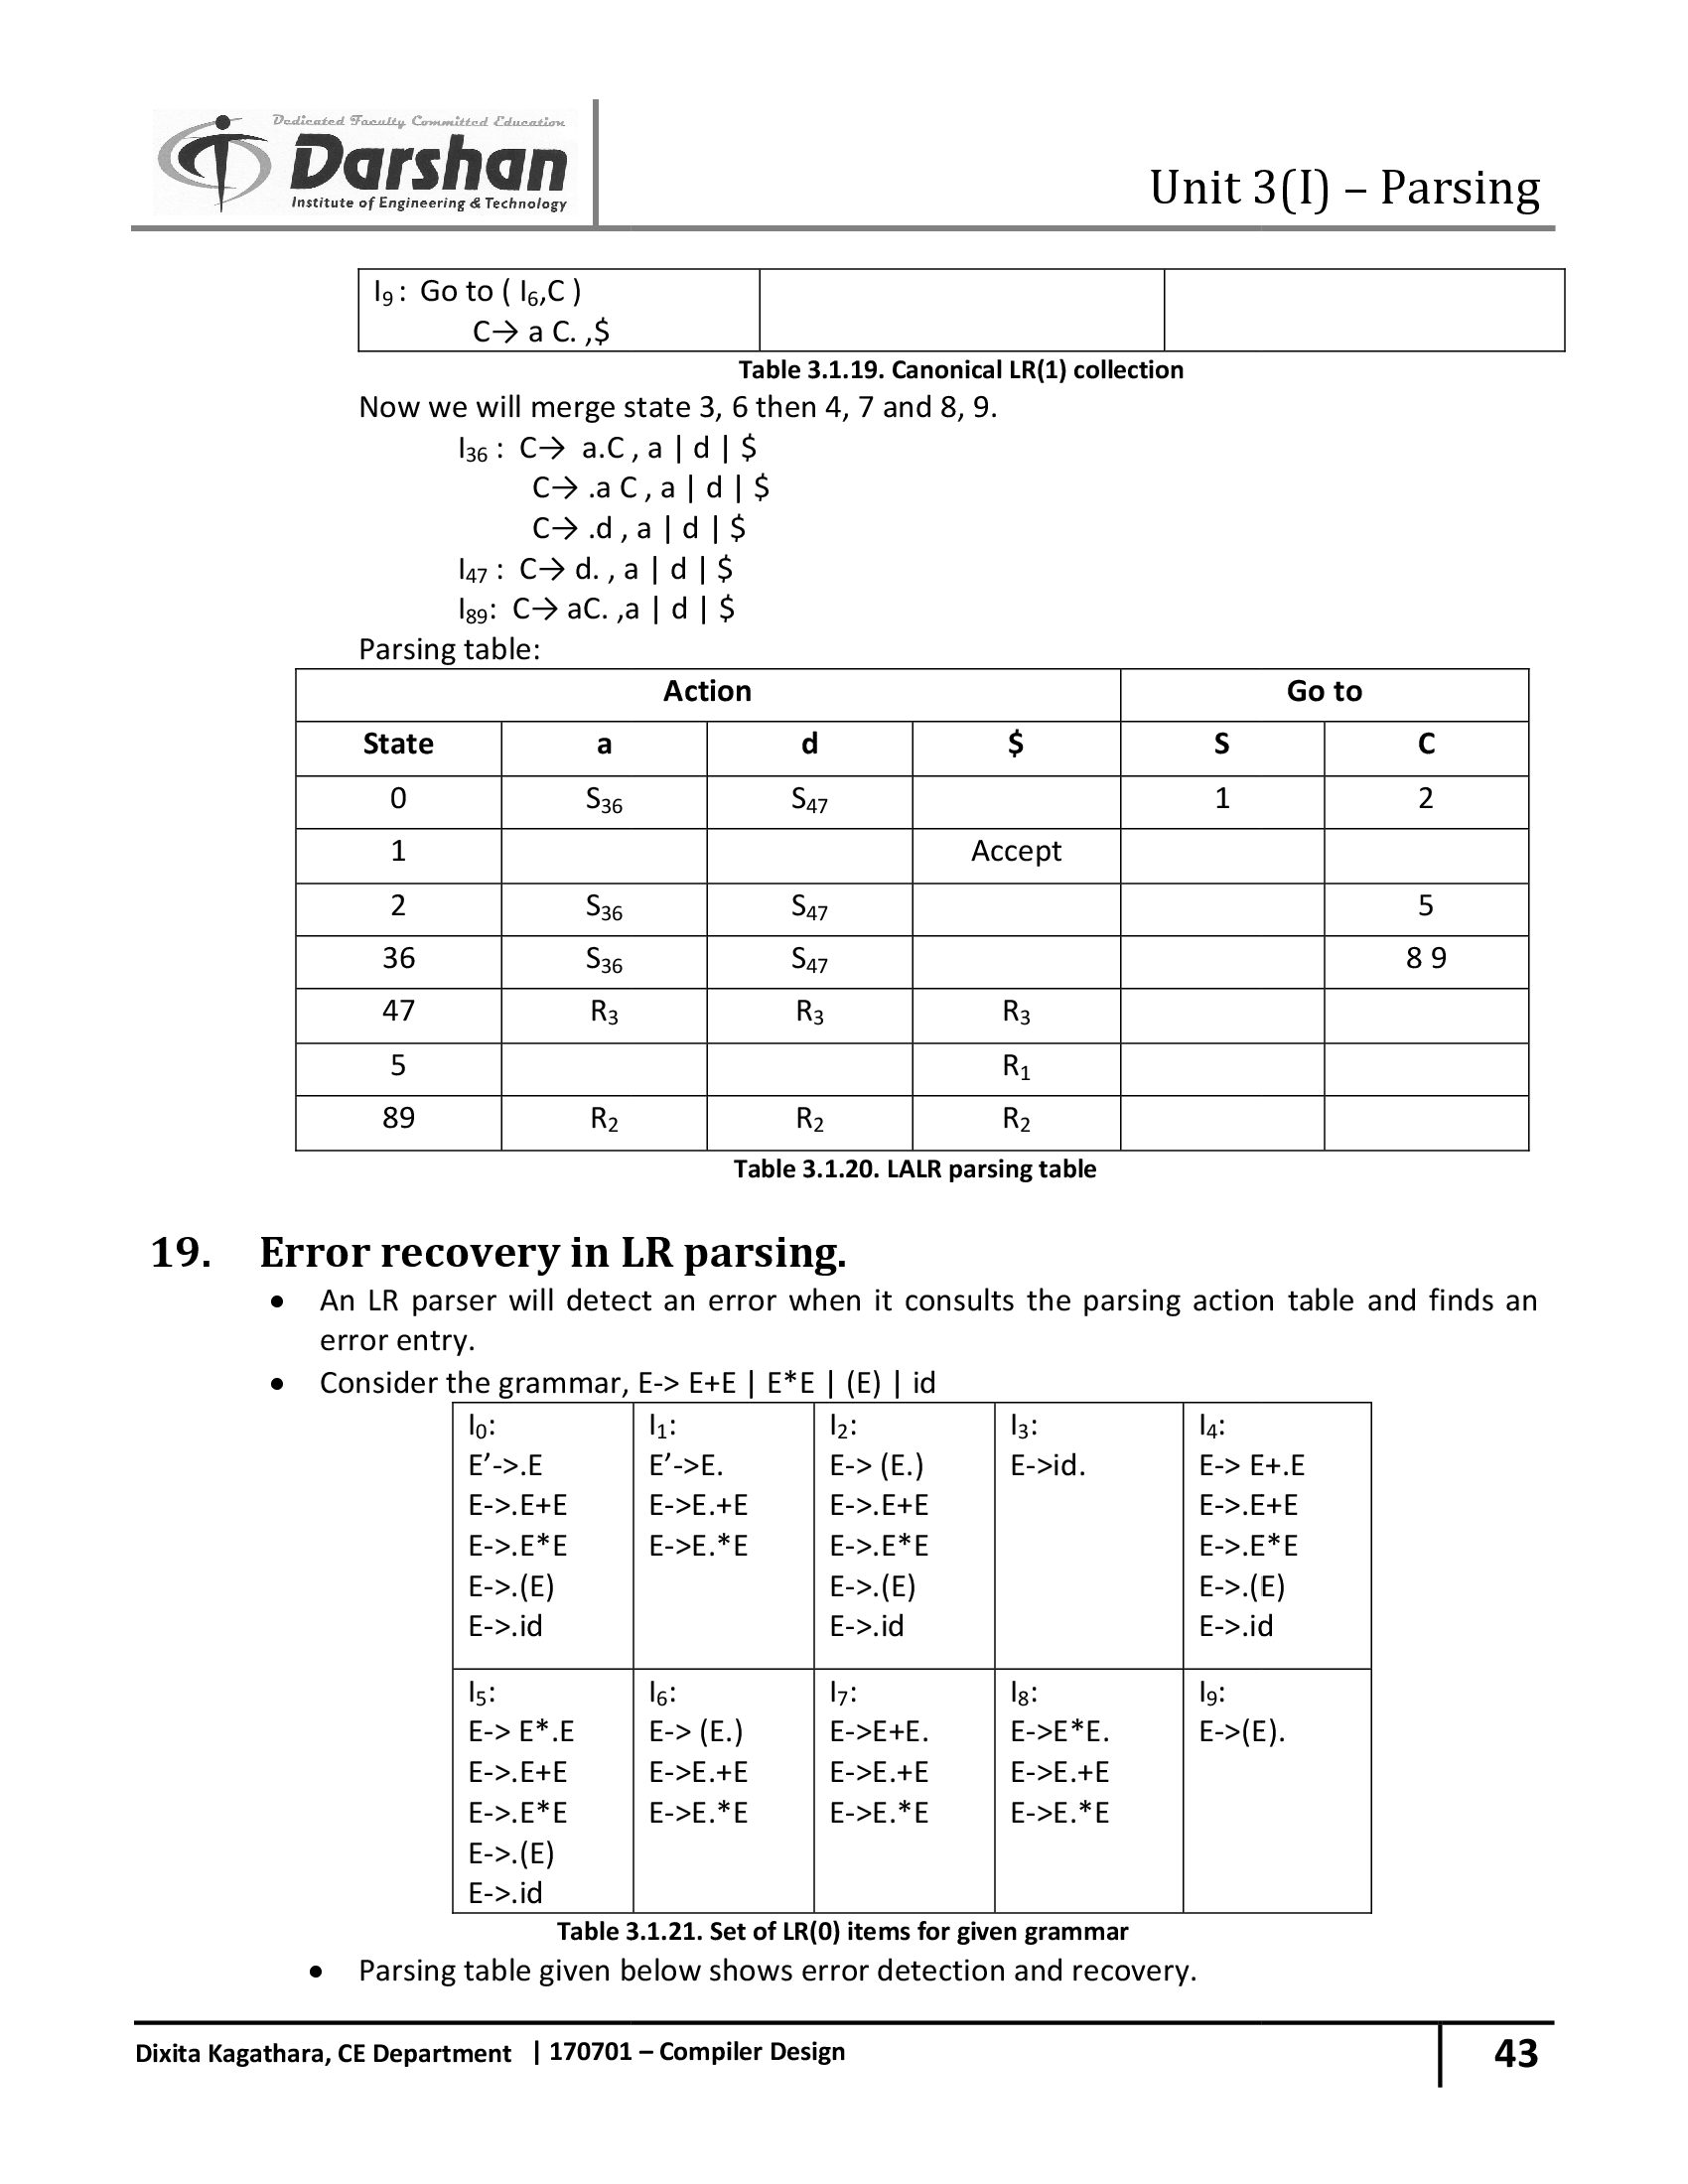 Dedicated Faculty Committed Education
Darshan
Institute of Engineering & Technology
Unit 3(I) – Parsing
I9 : Go to ( I6,C )
C→ a C. ,$
Table 3.1.19. Canonical LR(1) collection
Now we will merge state 3, 6 then 4, 7 and 8, 9.
I36 : C→ a.C , a | d | $
C→ .a C , a | d | $
C→ .d , a | d | $
I47 : C→ d. , a | d | $
I89: C→ aC. ,a | d | $
Parsing table:
Action Go to
State a d $ S C
0 S36 S47 1 2
1 Accept
2 S36 S47 5
36 S36 S47 8 9
47 R3 R3 R3
5 R1
89 R2 R2 R2
Table 3.1.20. LALR parsing table
19. Error recovery in LR parsing.
• An LR parser will detect an error when it consults the parsing action table and finds an
error entry.
• Consider the grammar, E-> E+E | E*E | (E) | id
I0: I1: I2: I3: I4:
E’->.E E’->E. E-> (E.) E->id. E-> E+.E
E->.E+E E->E.+E E->.E+E E->.E+E
E->.E*E E->E.*E E->.E*E E->.E*E
E->.(E) E->.(E) E->.(E)
E->.id E->.id E->.id
I5: I6: I7: I8: I9:
E-> E*.E E-> (E.) E->E+E. E->E*E. E->(E).
E->.E+E E->E.+E E->E.+E E->E.+E
E->.E*E E->E.*E E->E.*E E->E.*E
E->.(E)
E->.id
Table 3.1.21. Set of LR(0) items for given grammar
• Parsing table given below shows error detection and recovery.
Dixita Kagathara, CE Department | 170701 – Compiler Design 43